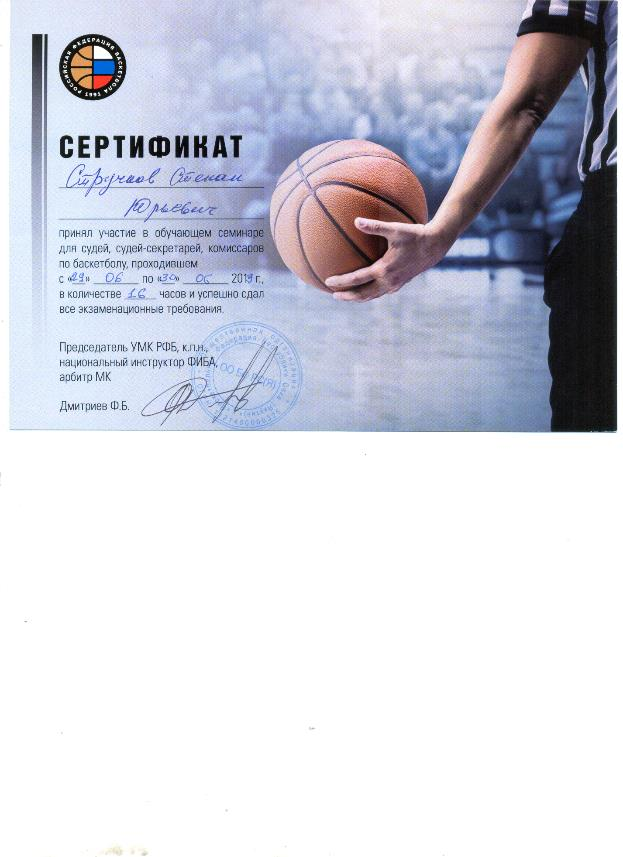 РОССИЙСКАЯ ФЕДЕРАЦИЯ БАСКЕТБОЛА 1991
СЕРТИФИКАТ
Стручков Степан
Юрьевич
принял участие в обучающем семинаре
для судей, судей-секретарей, комиссаров
по баскетболу, проходившем
с «29» 06 по «30» 06 2019 г.,
в количестве 16 часов и успешно сдал
все экзаменационные требования.
Председатель УМК РФБ, к.п.н.,
национальный инструктор ФИБА,
арбитр МК
Дмитриев Ф.Б.